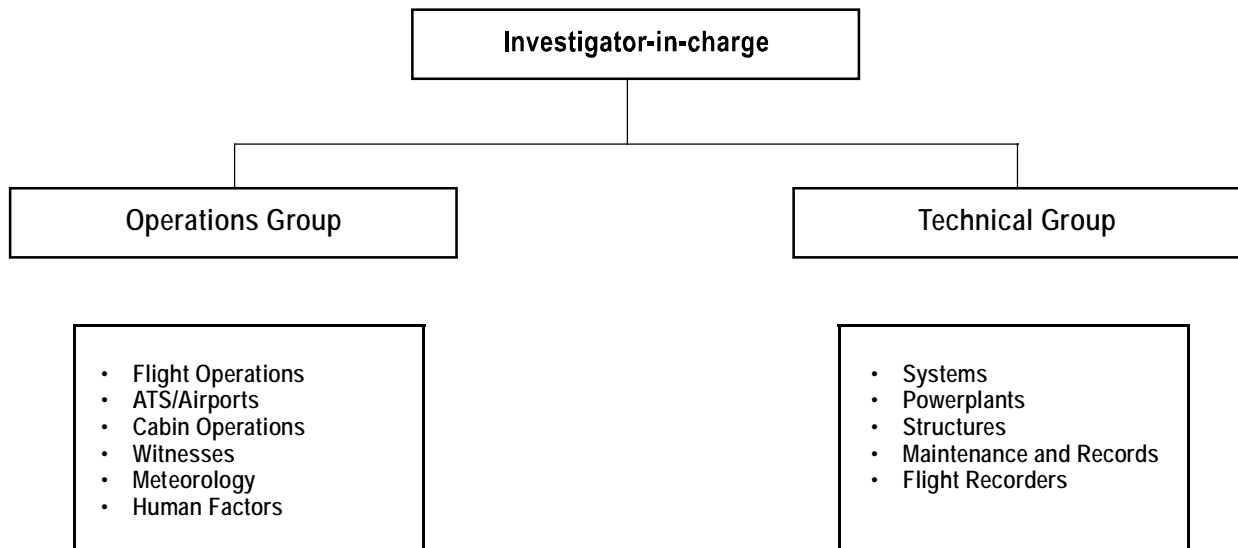 Investigator-in-charge
Operations Group
Technical Group
• Flight Operations
• ATS/Airports
• Cabin Operations
• Witnesses
• Meteorology
• Human Factors
• Systems
• Powerplants
• Structures
• Maintenance and Records
• Flight Recorders